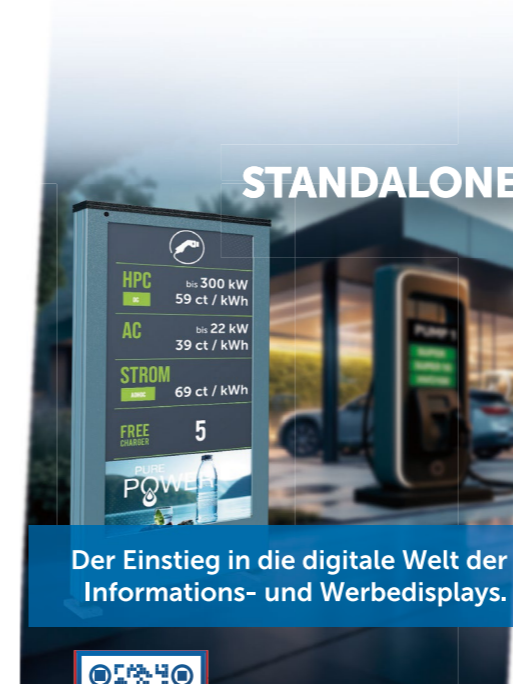 STANDALONE
HPC
DC
bis 300 kW
59 ct / kWh
AC
bis 22 kW
39 ct / kWh
STROM
69 ct / kWh
FREE
CHARGER
5
PURE
POWER
PUMP 1
Der Einstieg in die digitale Welt der
Informations- und Werbedisplays.